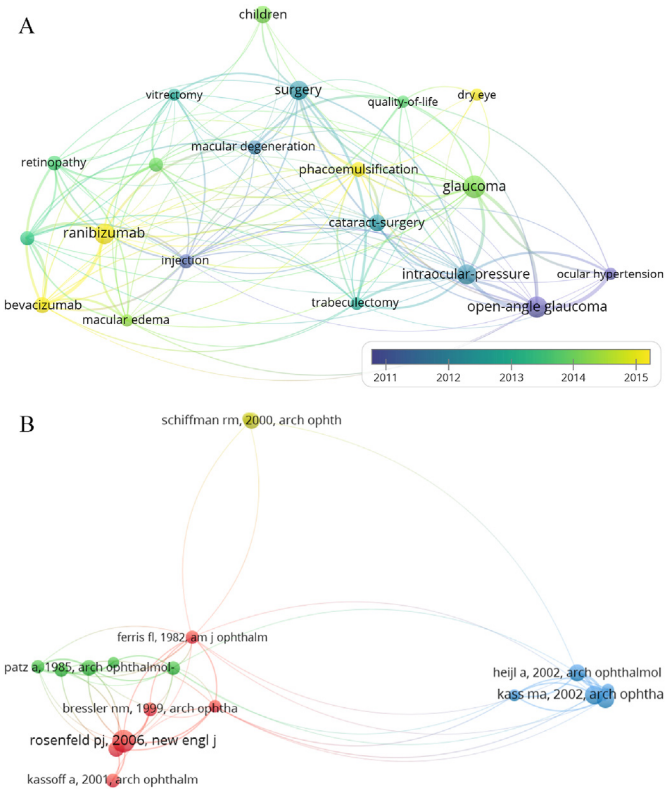 A
children
vitrectomy
surgery
quality-of-life
dry eye
macular degeneration
retinopathy
phacoemulsification
glaucoma
cataract-surgery
ranibizumab
injection
intraocular-pressure
ocular hypertension
bevacizumab
trabeculectomy
open-angle glaucoma
macular edema
2011 2012 2013 2014 2015
B
schiffman rm, 2000, arch ophth
ferris fl, 1982, am j ophthalm
patz a, 1985, arch ophthalmol-
heijl a, 2002, arch ophthalmol
kass ma, 2002, arch ophtha
bressler nm, 1999, arch ophtha
rosenfeld pj, 2006, new engl j
kassoff a, 2001, arch ophthalm